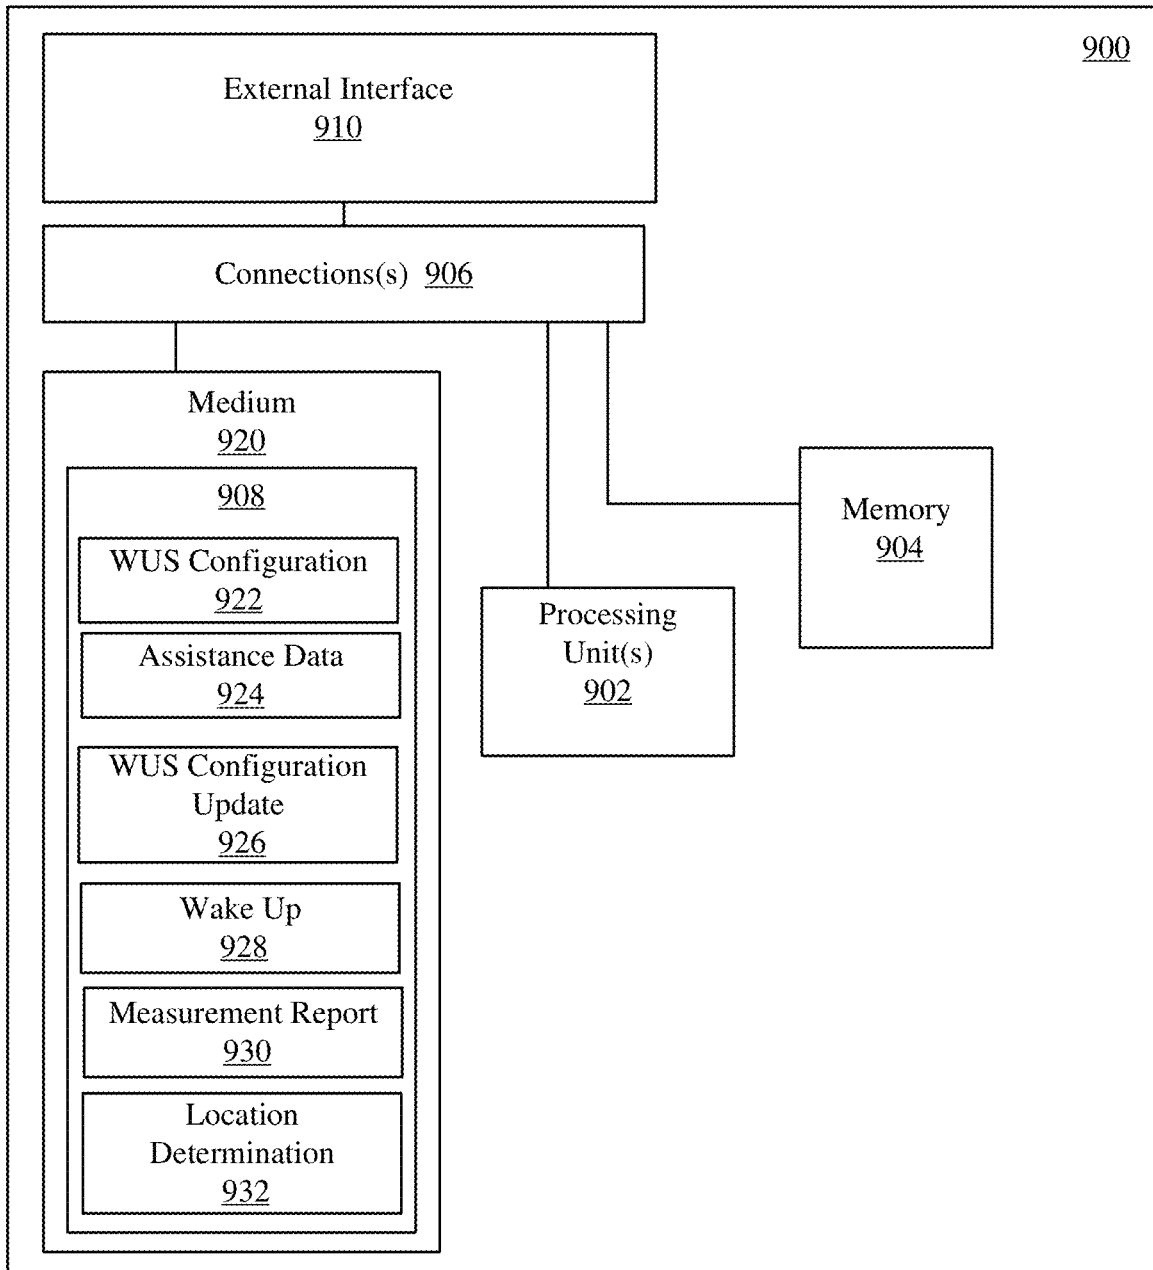 900
External Interface
910
Connections(s) 906
Medium
920
908
WUS Configuration
922
Assistance Data
924
WUS Configuration
Update
926
Wake Up
928
Measurement Report
930
Location
Determination
932
Processing
Unit(s)
902
Memory
904